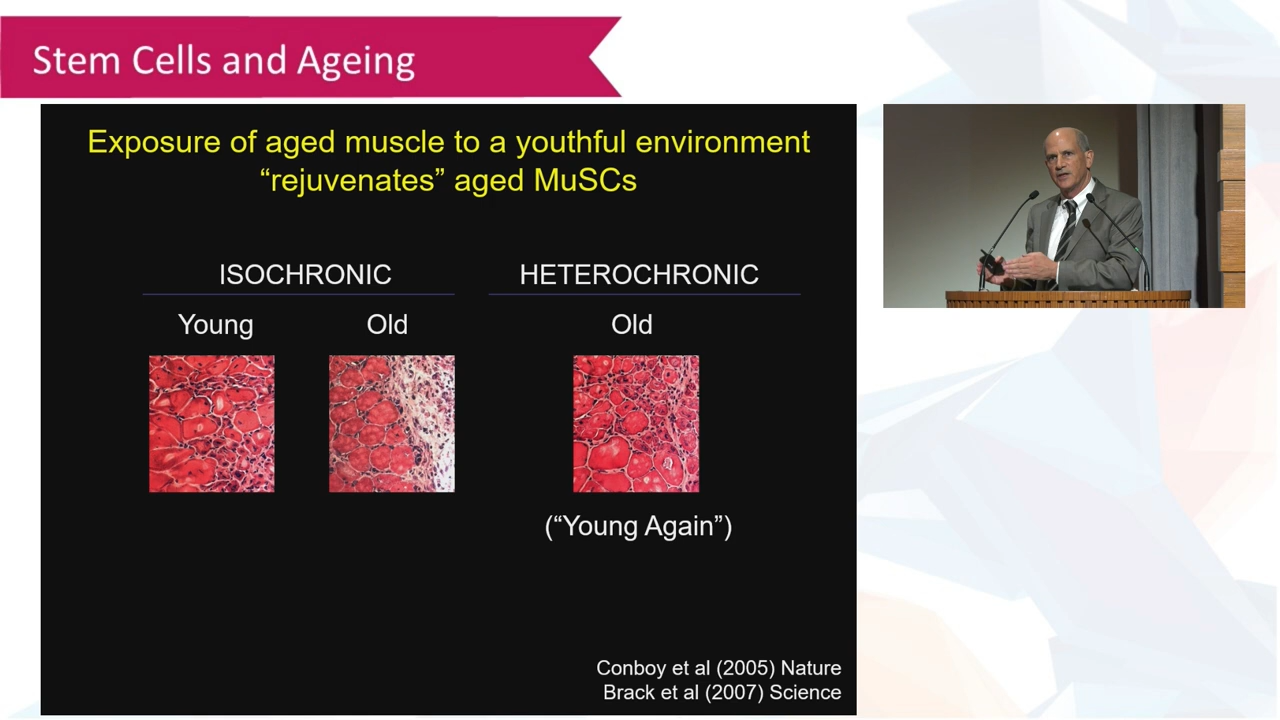 Stem Cells and Ageing
Exposure of aged muscle to a youthful environment
“rejuvenates” aged MuSCs
ISOCHRONIC
HETEROCHRONIC
Young
Old
Old
(“Young Again”)
Conboy et al (2005) Nature
Brack et al (2007) Science